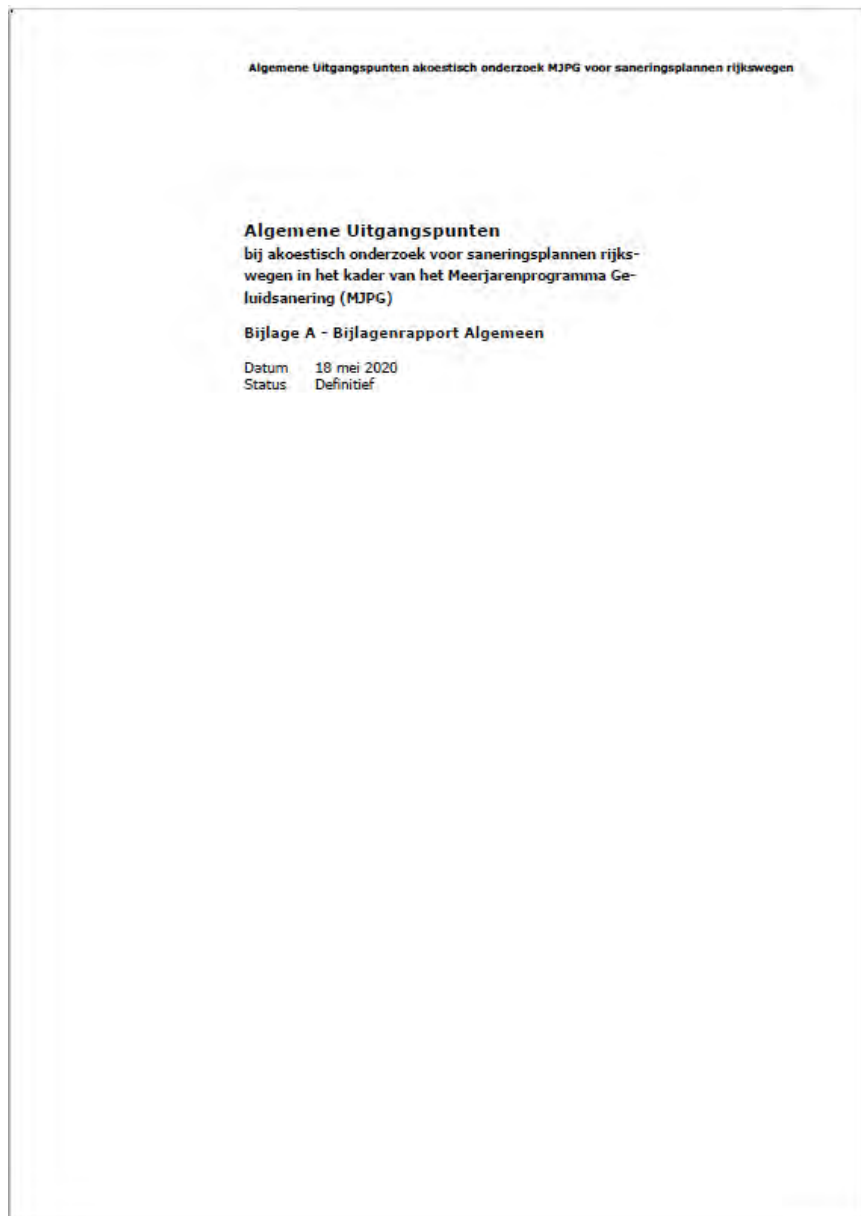 Algemene Uitgangspunten akoestisch onderzoek MJPG voor saneringsplannen rijkswegen
Algemene Uitgangspunten
bij akoestisch onderzoek voor saneringsplannen rijks-
wegen in het kader van het Meerjarenprogramma Ge-
luidsanering (MJPG)
Bijlage A - Bijlagenrapport Algemeen
Datum 18 mei 2020
Status Definitief